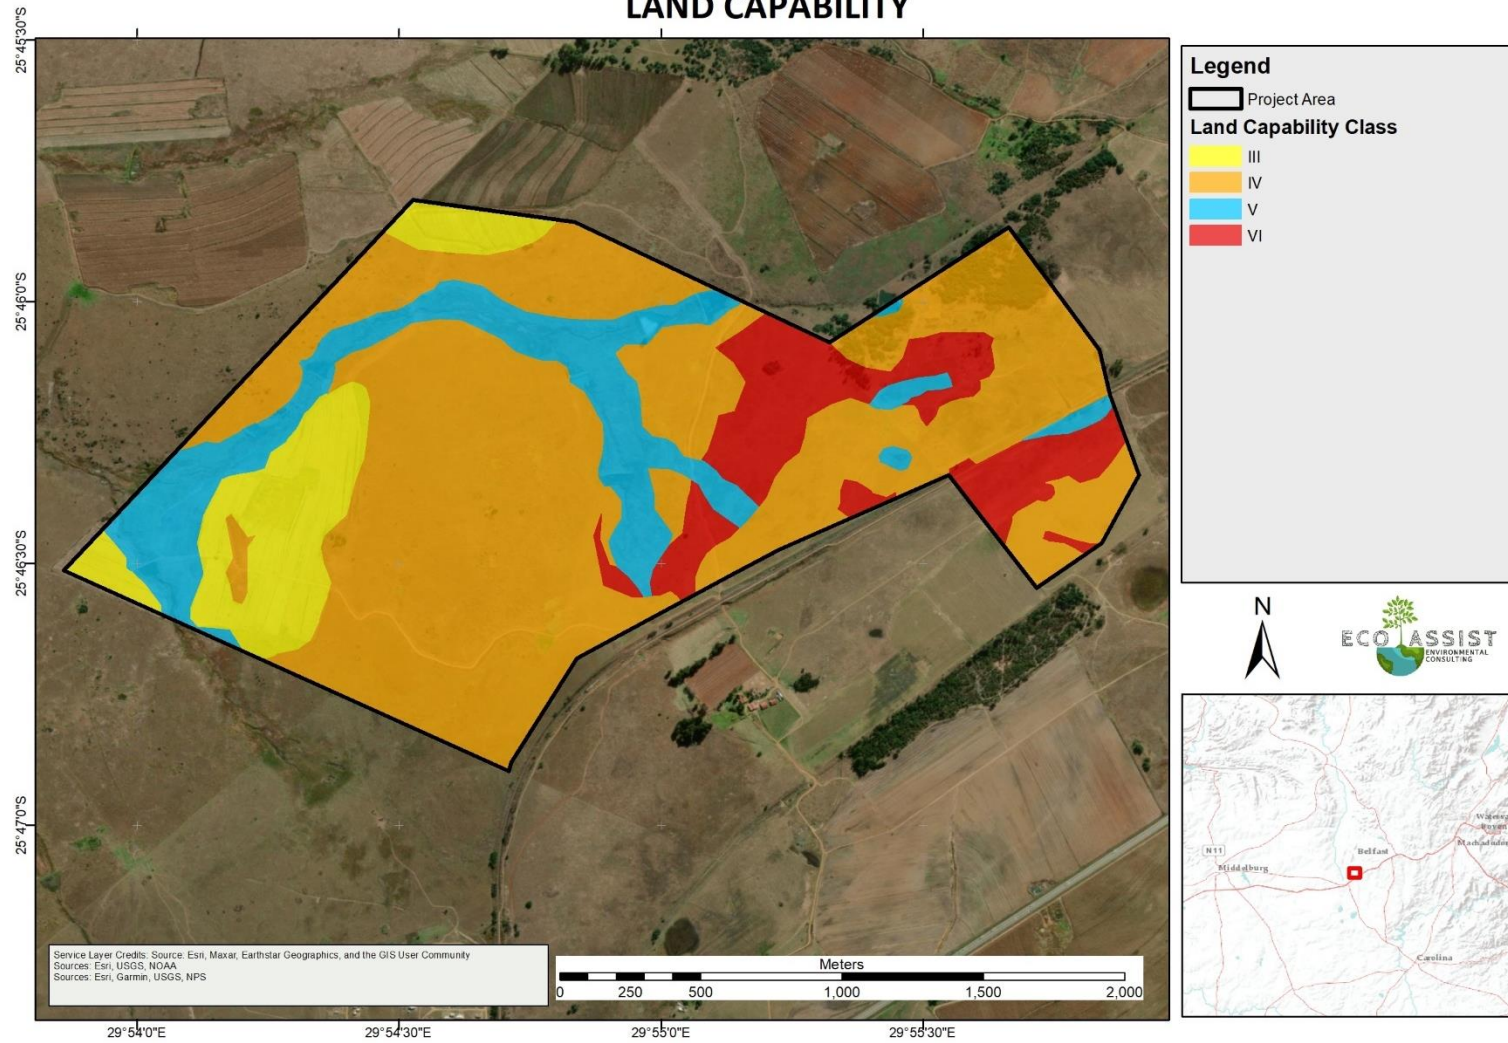 LAND CAPABILITY
25°45'30"S
25°46'0"S
25°46'30"S
25°47'0"S
29°54'0"E
29°54'30"E
29°55'0"E
29°55'30"E
Service Layer Credits: Source: Esri, Maxar, Earthstar Geographics, and the GIS User Community
Sources: Esri, USGS, NOAA
Sources: Esri, Garmin, USGS, NPS
Meters
0 250 500 1,000 1,500 2,000
Legend
Project Area
Land Capability Class
III
IV
V
VI
N
ECO ASSIST
ENVIRONMENTAL
CONSULTING
N11
Middelburg
Belfast
Carolina